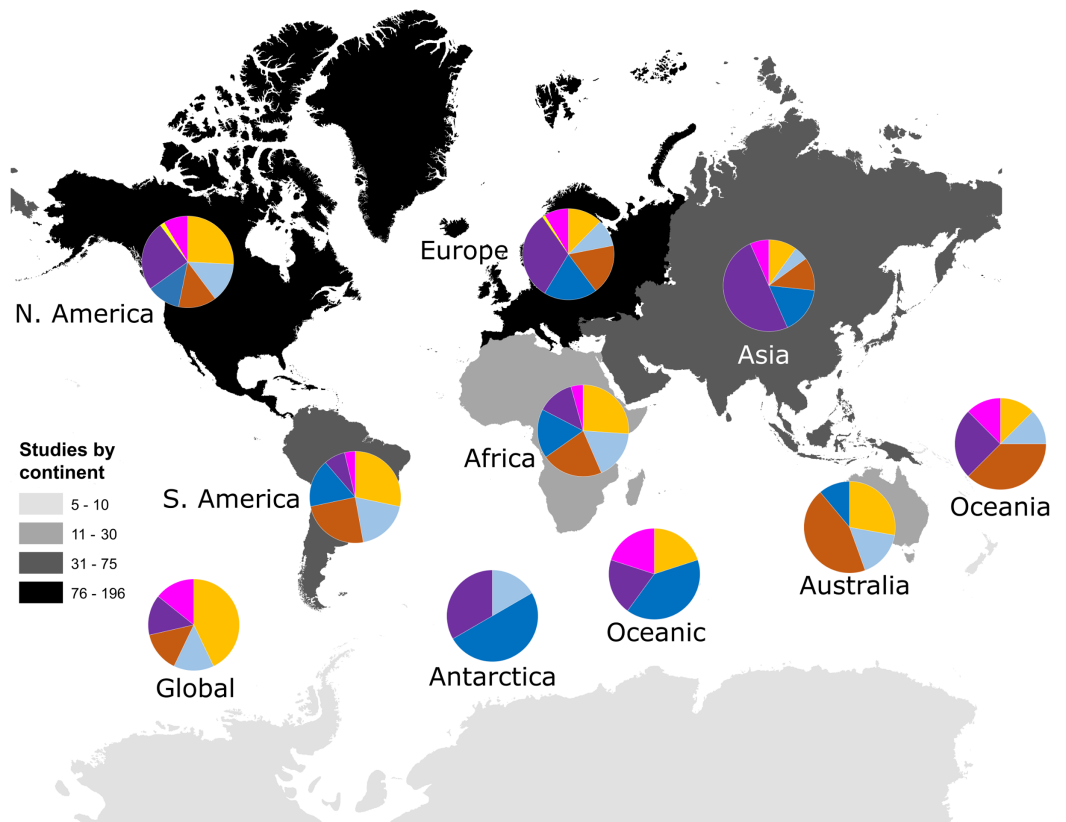 Europe
Asia
N. America
Studies by
continent
5 - 10
11 - 30
31 - 75
76 - 196
Africa
S. America
Oceania
Australia
Oceanic
Antarctica
Global